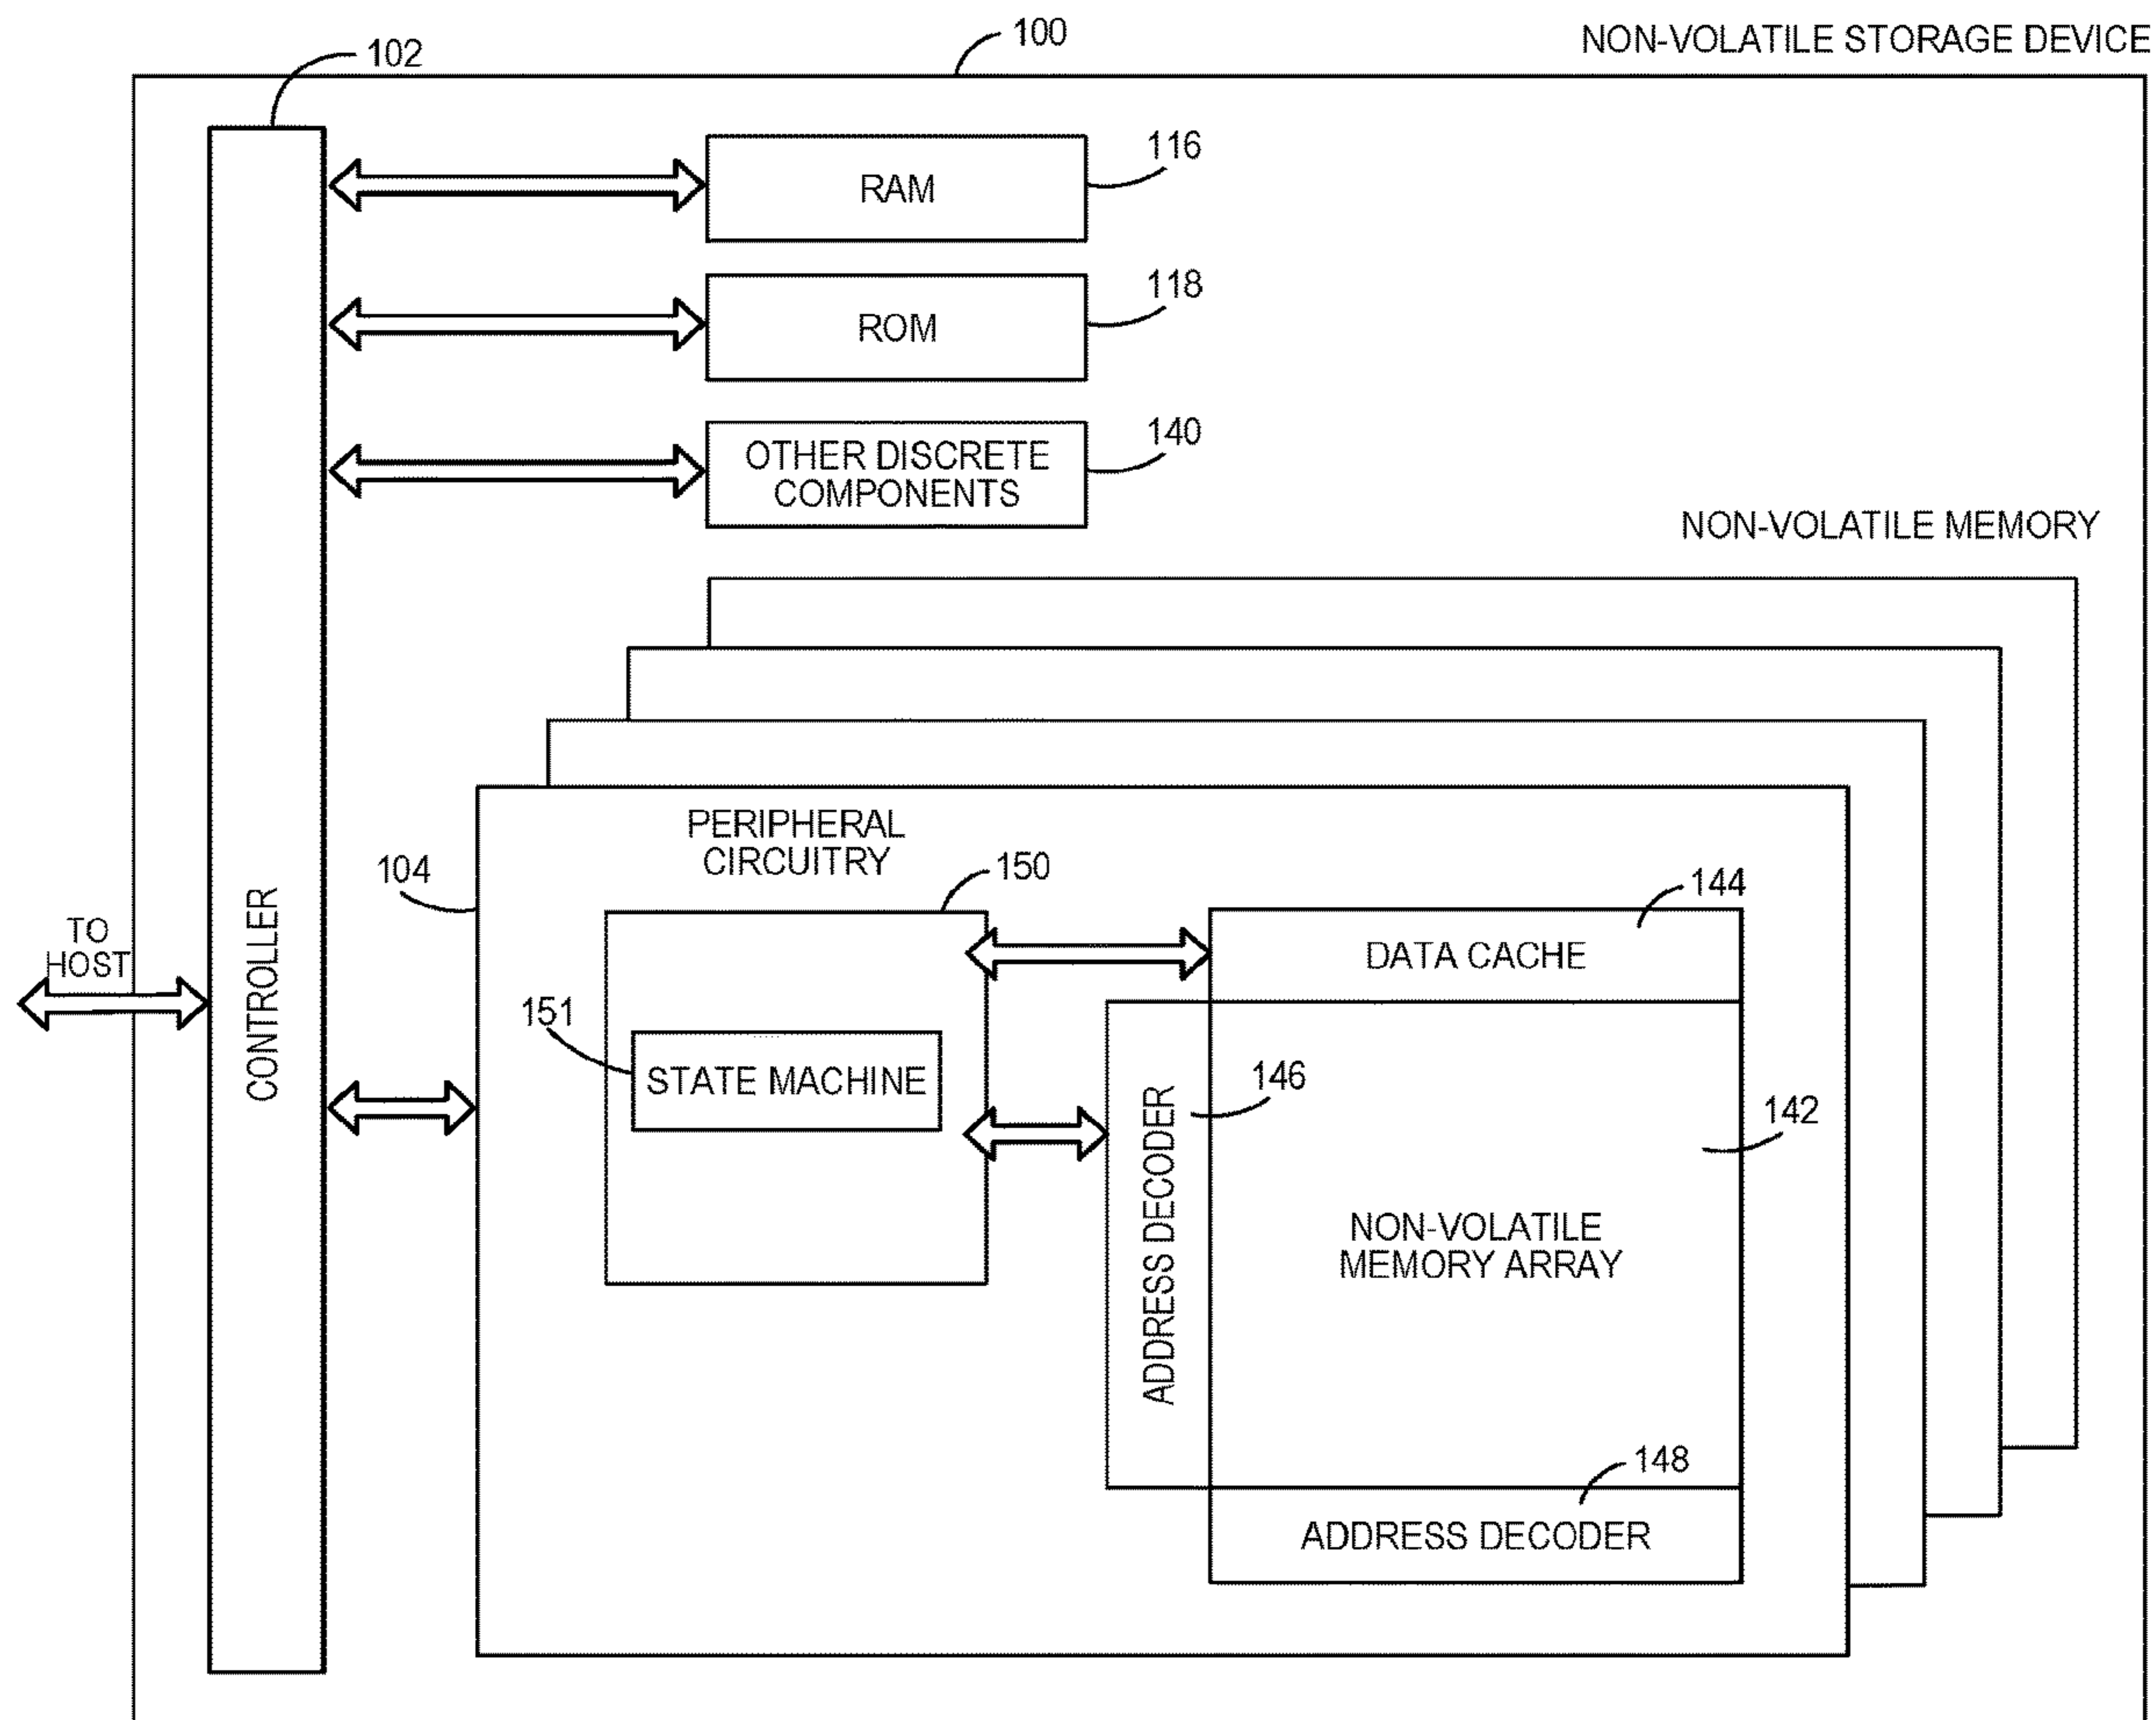 100
NON-VOLATILE STORAGE DEVICE
102
116
RAM
118
ROM
140
OTHER DISCRETE
COMPONENTS
NON-VOLATILE MEMORY
PERIPHERAL
CIRCUITRY
104
150
144
DATA CACHE
TO
HOST
CONTROLLER
151
STATE MACHINE
146
ADDRESS DECODER
142
NON-VOLATILE
MEMORY ARRAY
148
ADDRESS DECODER